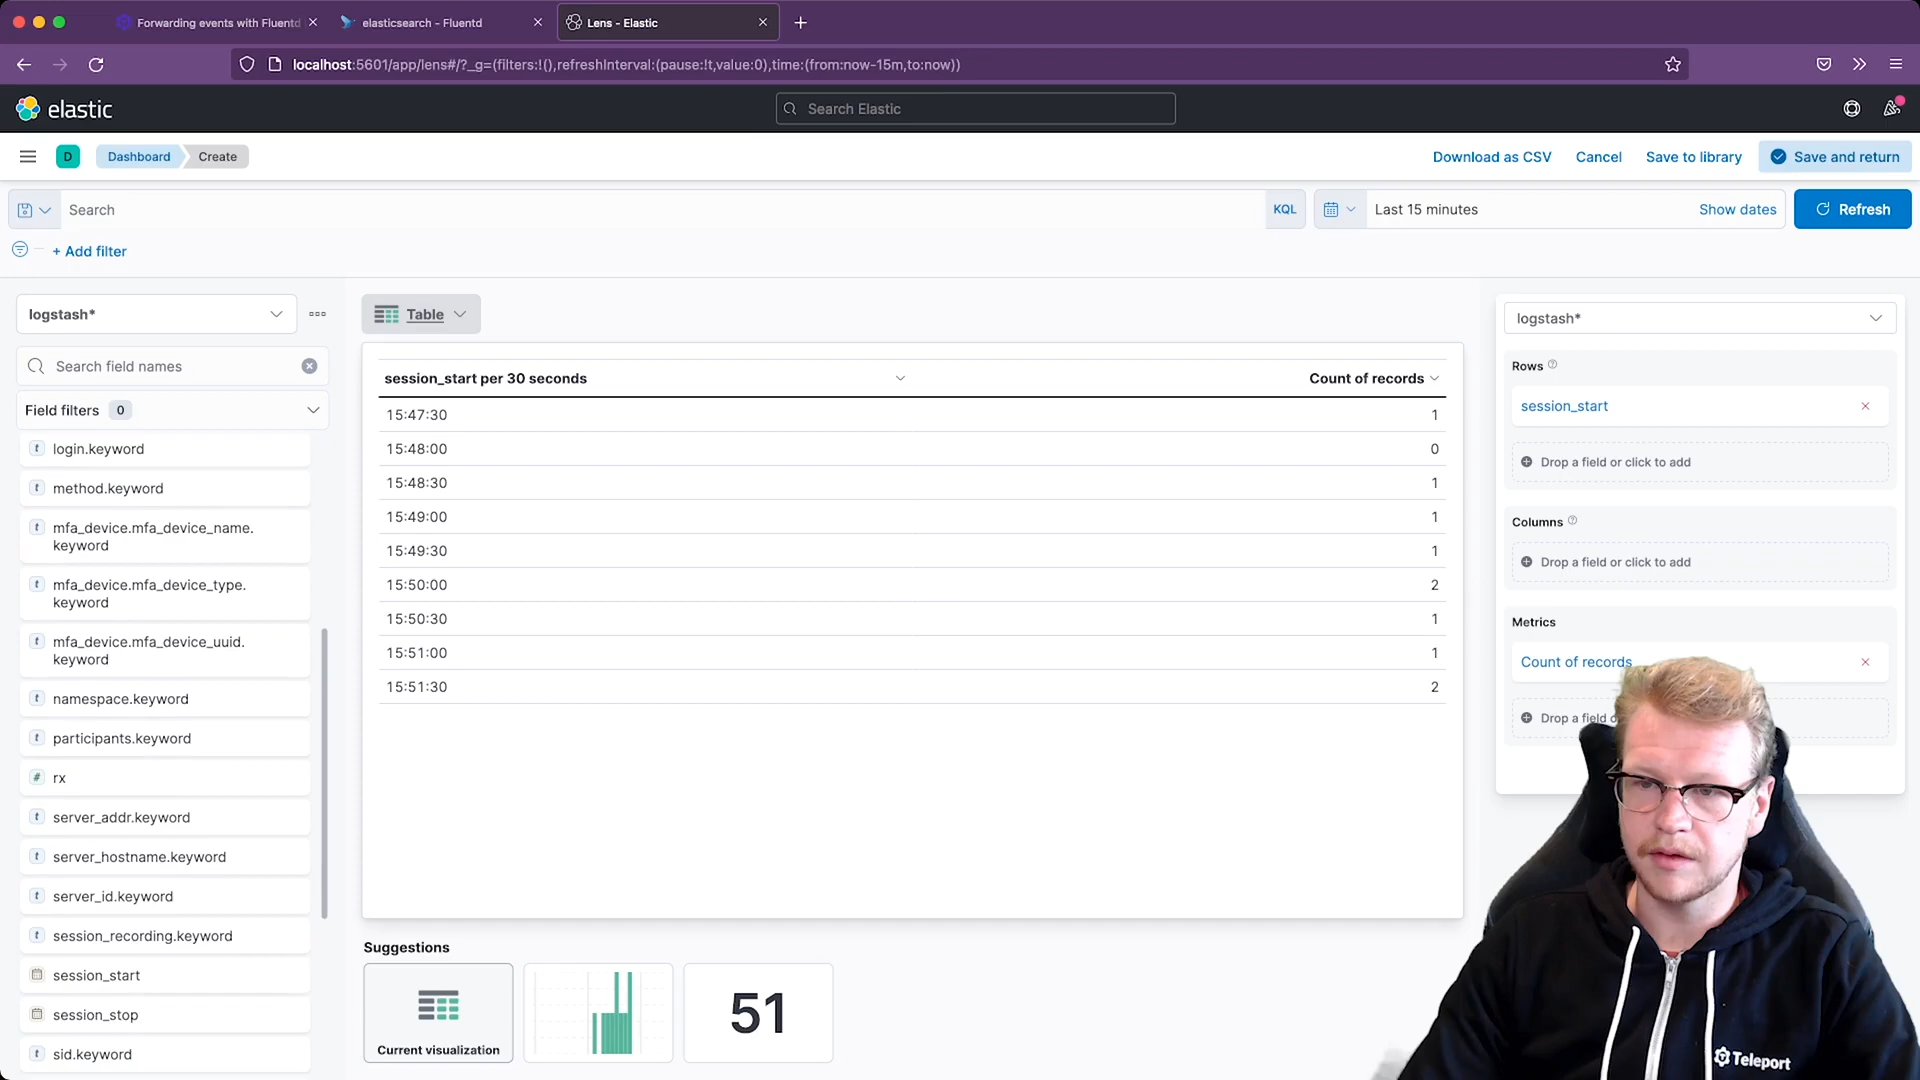 Forwarding events with Fluentd
elasticsearch - Fluentd
Lens - Elastic
localhost:5601/app/lens#/?_g=(filters:!(),refreshInterval:(pause:!t,value:0),time:(from:now-15m,to:now))
elastic
Search Elastic
D
Dashboard
Create
Download as CSV
Cancel
Save to library
Save and return
Search
KQL
Last 15 minutes
Show dates
Refresh
+ Add filter
logstash*
Search field names
Field filters 0
t login.keyword
t method.keyword
t mfa_device.mfa_device_name.
keyword
t mfa_device.mfa_device_type.
keyword
t mfa_device.mfa_device_uuid.
keyword
t namespace.keyword
t participants.keyword
# rx
t server_addr.keyword
t server_hostname.keyword
t server_id.keyword
t session_recording.keyword
session_start
session_stop
t sid.keyword
Table
session_start per 30 seconds Count of records
15:47:30 1
15:48:00 0
15:48:30 1
15:49:00 1
15:49:30 1
15:50:00 2
15:50:30 1
15:51:00 1
15:51:30 2
Suggestions
Current visualization
51
logstash*
Rows
session_start
Drop a field or click to add
Columns
Drop a field or click to add
Metrics
Count of records
Drop a field
Teleport